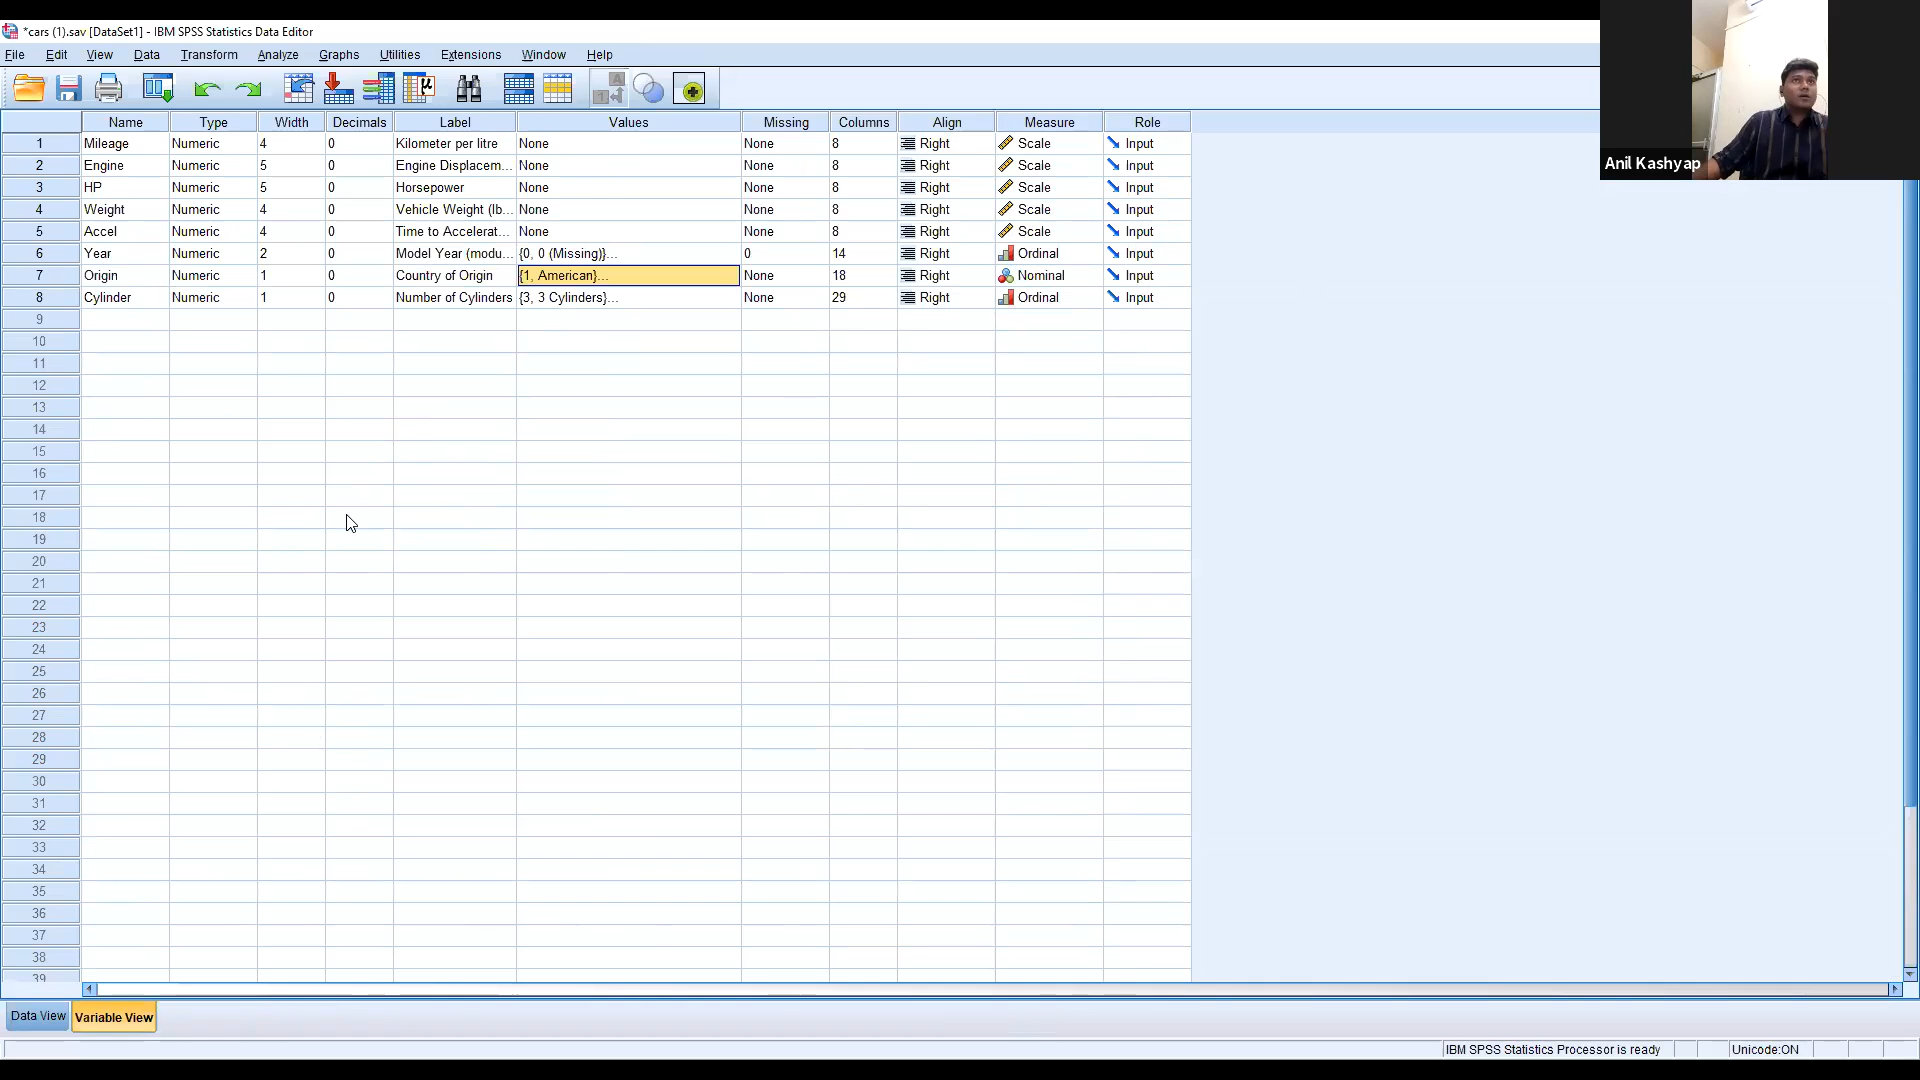 *cars (1).sav [DataSet1] - IBM SPSS Statistics Data Editor
File Edit View Data Transform Analyze Graphs Utilities Extensions Window Help
Name Type Width Decimals Label Values Missing Columns Align Measure Role
1 Mileage Numeric 4 0 Kilometer per litre None None 8 Right Scale Input
2 Engine Numeric 5 0 Engine Displacem... None None 8 Right Scale Input
3 HP Numeric 5 0 Horsepower None None 8 Right Scale Input
4 Weight Numeric 4 0 Vehicle Weight (lb... None None 8 Right Scale Input
5 Accel Numeric 4 0 Time to Accelerat... None None 8 Right Scale Input
6 Year Numeric 2 0 Model Year (modu... {0, 0 (Missing)}... 0 14 Right Ordinal Input
7 Origin Numeric 1 0 Country of Origin {1, American}... None 18 Right Nominal Input
8 Cylinder Numeric 1 0 Number of Cylinders {3, 3 Cylinders}... None 29 Right Ordinal Input
9
10
11
12
13
14
15
16
17
18
19
20
21
22
23
24
25
26
27
28
29
30
31
32
33
34
35
36
37
38
39
Data View Variable View
IBM SPSS Statistics Processor is ready Unicode:ON
Anil Kashyap